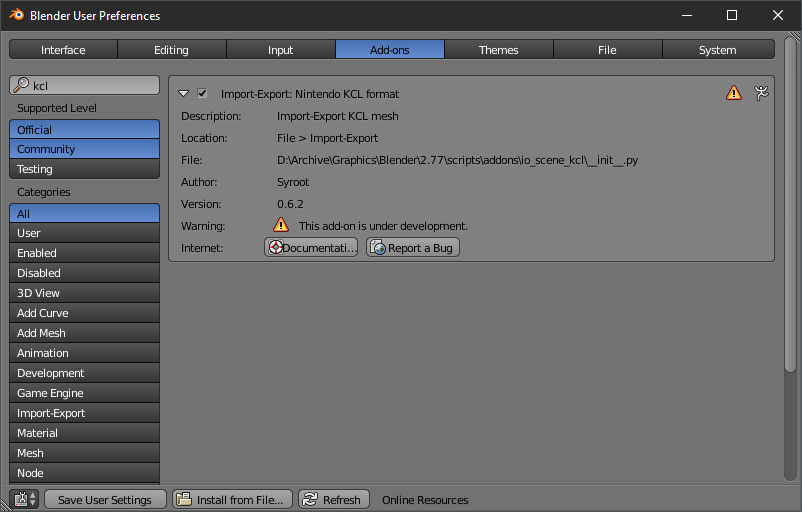 Blender User Preferences
Interface Editing Input Add-ons Themes File System
kcl
Supported Level
Official
Community
Testing
Categories
All
User
Enabled
Disabled
3D View
Add Curve
Add Mesh
Animation
Development
Game Engine
Import-Export
Material
Mesh
Node
Import-Export: Nintendo KCL format
Description: Import-Export KCL mesh
Location: File > Import-Export
File: D:\Archive\Graphics\Blender\2.77\scripts\addons\io_scene_kcl\__init__.py
Author: Syroot
Version: 0.6.2
Warning: This add-on is under development.
Internet: Documentati... Report a Bug
Save User Settings Install from File... Refresh Online Resources